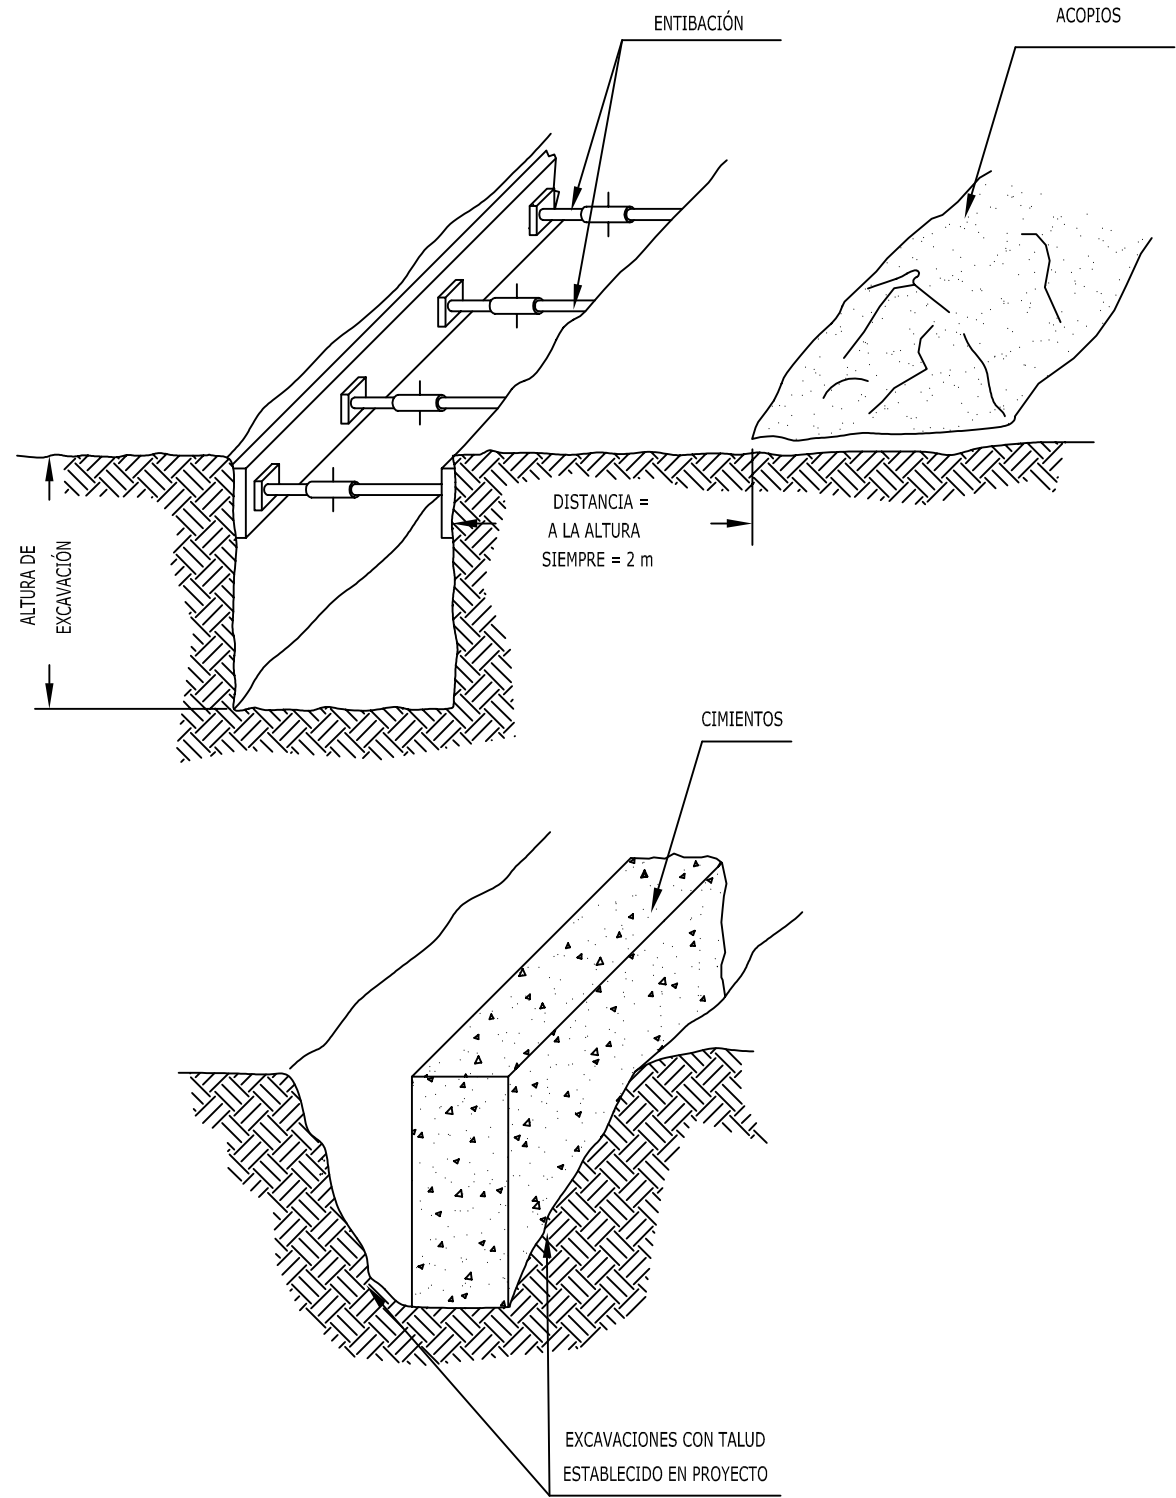 ENTIBACIÓN
ACOPIOS
DISTANCIA =
A LA ALTURA
SIEMPRE = 2 m
ALTURA DE
EXCAVACIÓN
CIMIENTOS
EXCAVACIONES CON TALUD
ESTABLECIDO EN PROYECTO